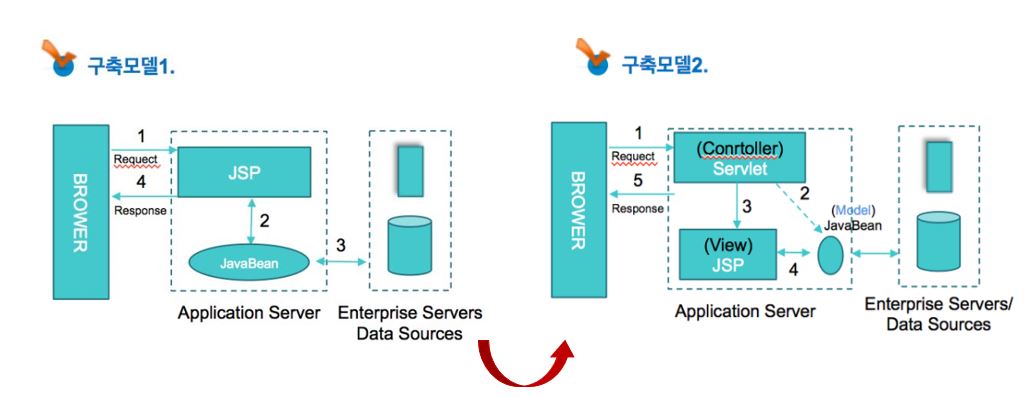 구축모델1.
BROWER
1
Requect
4
Response
JSP
2
JavaBean
3
Application Server
Enterprise Servers
Data Sources
구축모델2.
BROWER
1
Requect
5
Response
(Conrtoller)
Servlet
2
3
(Model)
JavaBean
(View)
JSP
4
Application Server
Enterprise Servers/
Data Sources